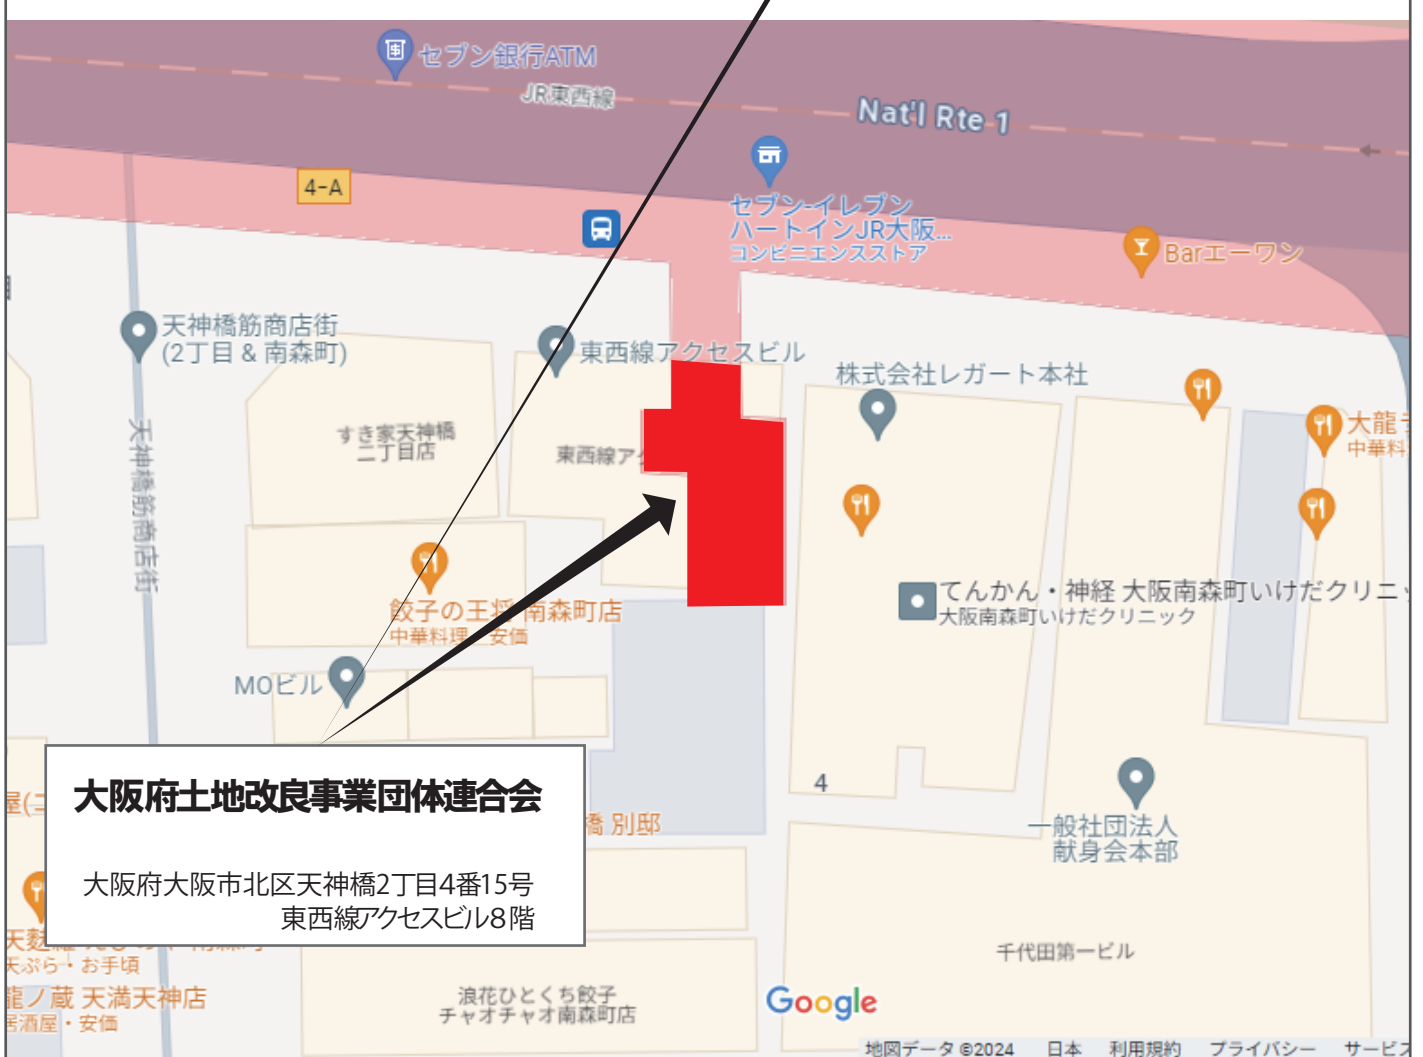 セブン銀行ATM
JR東西線
Nat'l Rte 1
4-A
セブン-イレブン
ハートインJR大阪...
コンビニエンスストア
Barエーワン
天神橋筋商店街
(2丁目 & 南森町)
東西線アクセスビル
株式会社レガート本社
大龍
中華料
すき家天神橋
二丁目店
東西線ア
天神橋筋商店街
てんかん・神経 大阪南森町いけだクリニッ
大阪南森町いけだクリニック
餃子の王将 南森町店
中華料理・安価
MOビル
大阪府土地改良事業団体連合会
大阪府大阪市北区天神橋2丁目4番15号
東西線アクセスビル8階
4
橋 別邸
一般社団法人
献身会本部
天ぷら・お手頃
龍ノ蔵 天満天神店
居酒屋・安価
千代田第一ビル
浪花ひとくち餃子
チャオチャオ南森町店
Google
地図データ ©2024 日本 利用規約 プライバシー サービス